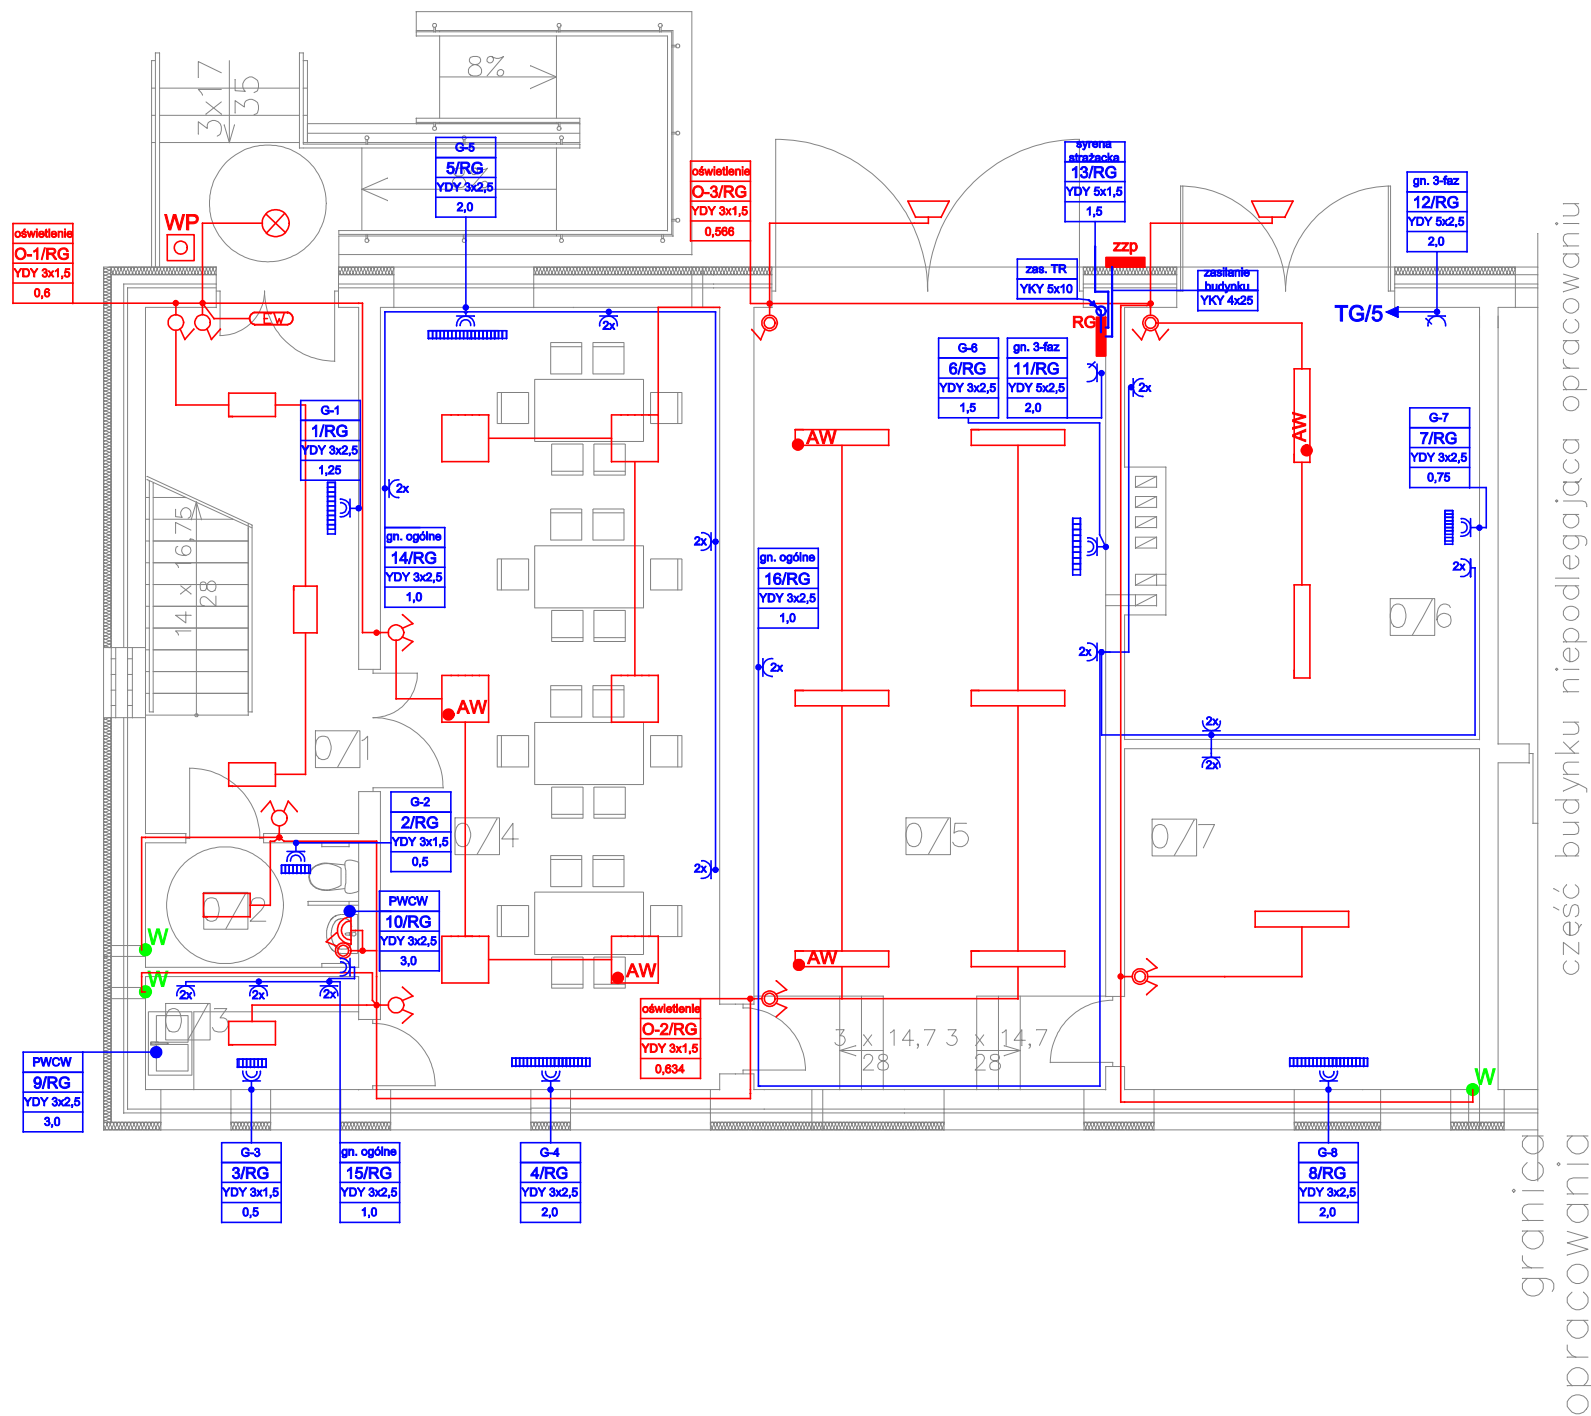 3x17
35
8%
G-5
5/RG
YDY 3x2,5
2,0
oświetlenie
O-3/RG
YDY 3x1,5
0,566
syrena
strażacka
13/RG
YDY 5x1,5
1,5
gn. 3-faz
12/RG
YDY 5x2,5
2,0
WP
oświetlenie
O-1/RG
YDY 3x1,5
0,6
zzp
zas. TR
YKY 5x10
zasilanie
budynku
YKY 4x25
EW
2x
RG
TG/5
G-6
6/RG
YDY 3x2,5
1,5
gn. 3-faz
11/RG
YDY 5x2,5
2,0
2x
G-1
1/RG
YDY 3x2,5
1,25
AW
AW
G-7
7/RG
YDY 3x2,5
0,75
2x
14 x 16,75
28
gn. ogólne
14/RG
YDY 3x2,5
1,0
2x
gn. ogólne
16/RG
YDY 3x2,5
1,0
2x
0/6
2x
2x
AW
2x
2x
0/1
G-2
2/RG
YDY 3x1,5
0,5
0/4
0/5
0/7
2x
PWCW
10/RG
YDY 3x2,5
3,0
0/2
W
AW
AW
W
2x
2x
2x
0/3
oświetlenie
O-2/RG
YDY 3x1,5
0,634
3 x 14,7
28
3 x 14,7
28
PWCW
9/RG
YDY 3x2,5
3,0
W
G-3
3/RG
YDY 3x1,5
0,5
gn. ogólne
15/RG
YDY 3x2,5
1,0
G-4
4/RG
YDY 3x2,5
2,0
G-8
8/RG
YDY 3x2,5
2,0
część budynku niepodlegająca opracowaniu
granica
opracowania